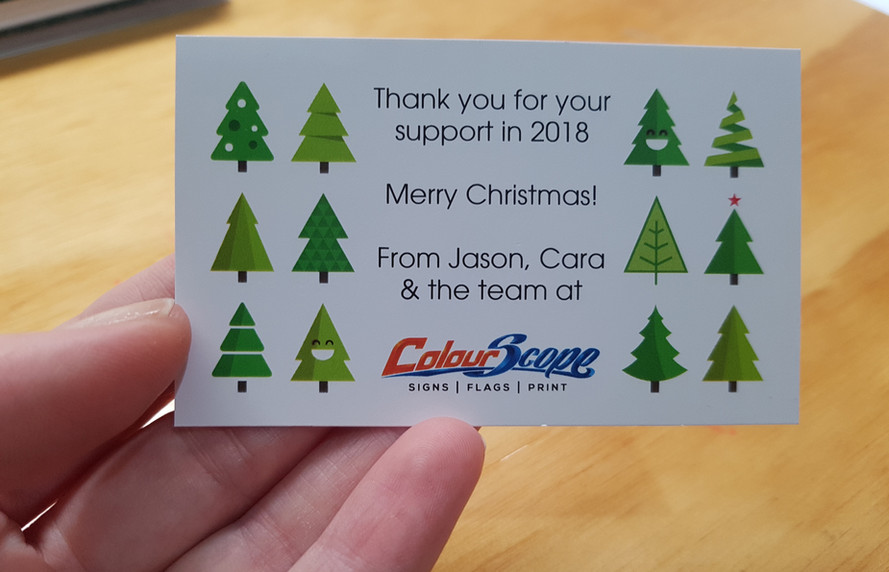 Thank you for your
support in 2018
Merry Christmas!
From Jason, Cara
& the team at
ColourScope
SIGNS | FLAGS | PRINT